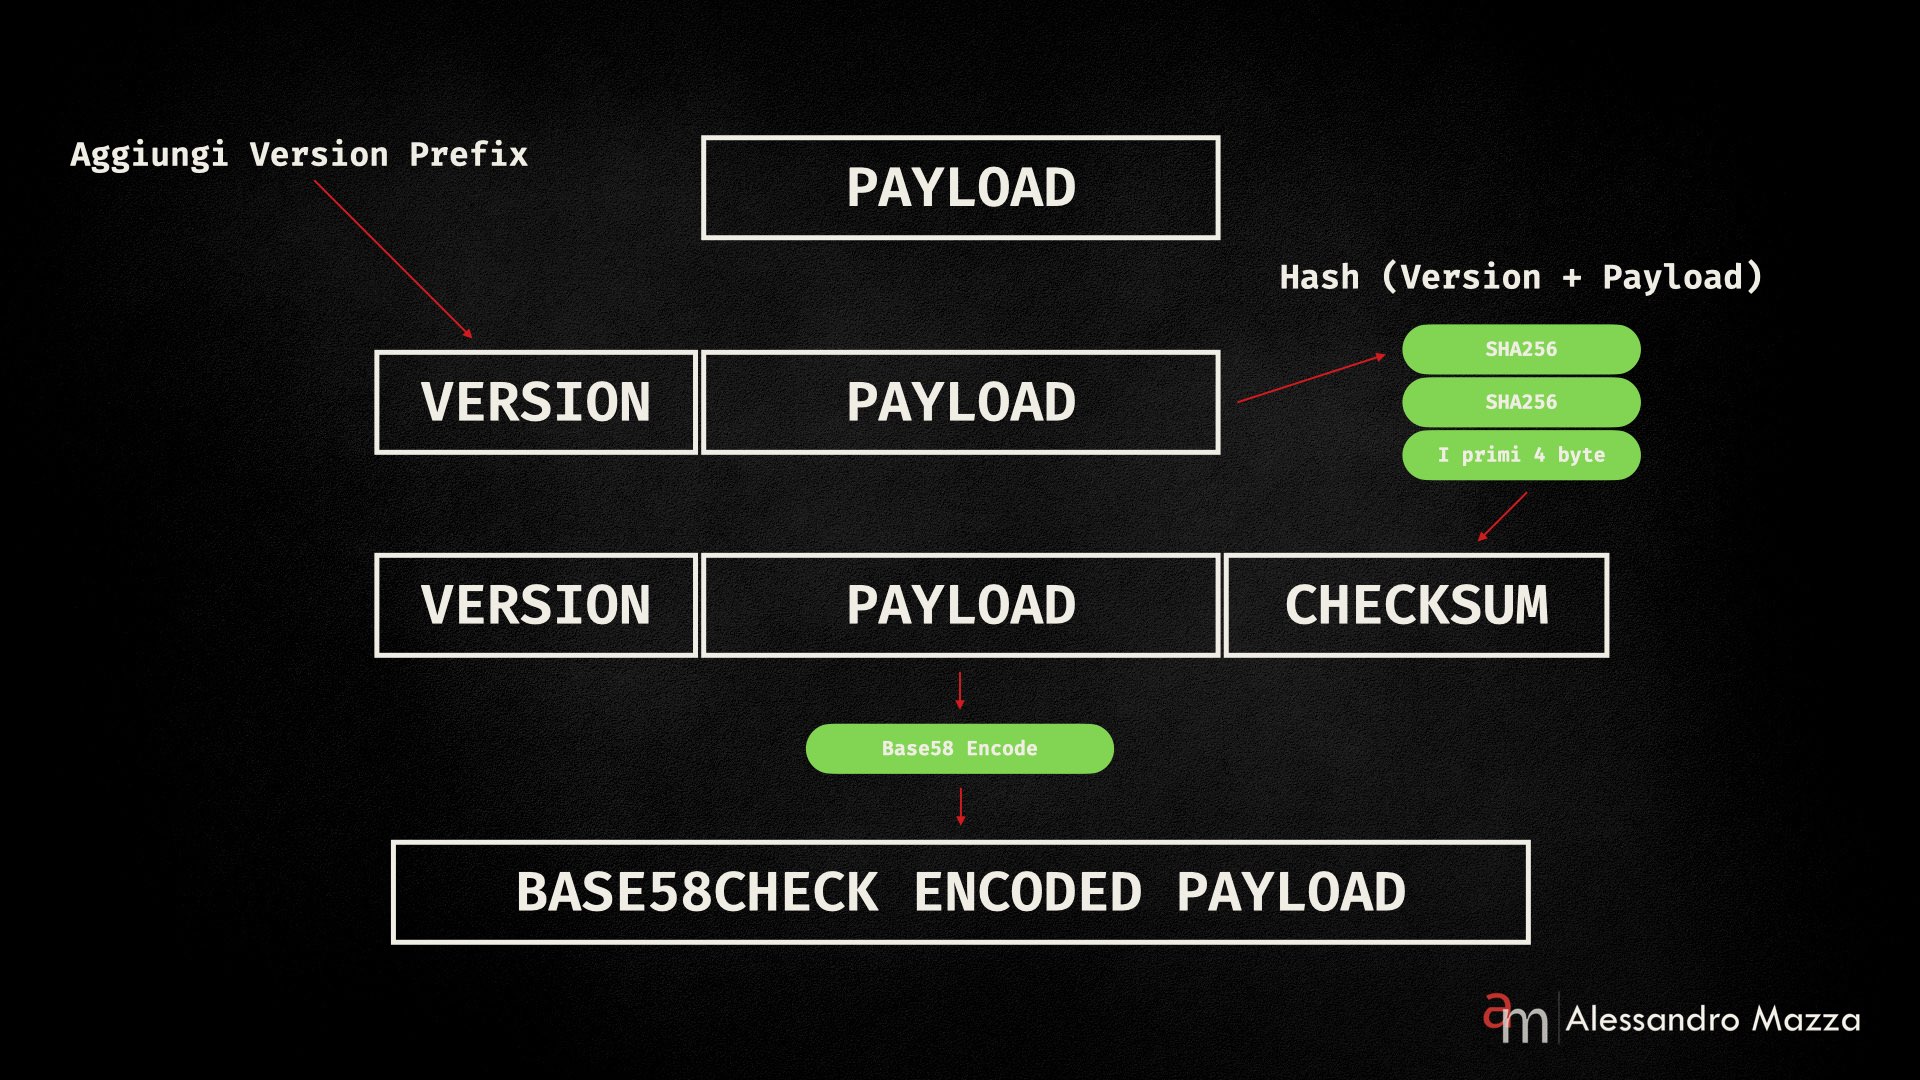 Aggiungi Version Prefix
PAYLOAD
Hash (Version + Payload)
VERSION
PAYLOAD
SHA256
SHA256
I primi 4 byte
VERSION
PAYLOAD
CHECKSUM
Base58 Encode
BASE58CHECK ENCODED PAYLOAD
am
Alessandro Mazza